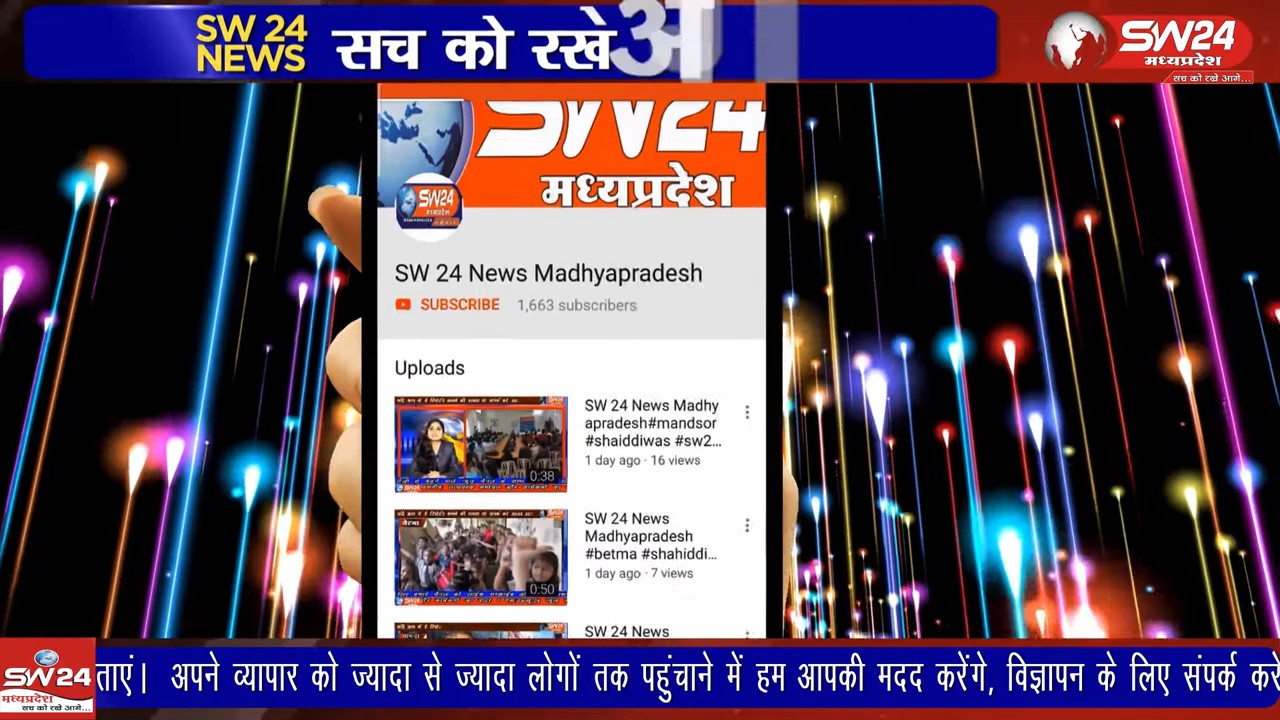 SW 24
NEWS
सच को रखे
SW24
मध्यप्रदेश
सच को रखे आगे...
SW24
मध्यप्रदेश
SW24
SW 24 News Madhyapradesh
SUBSCRIBE 1,663 subscribers
Uploads
SW 24 News Madhy
apradesh#mandsor
#shaiddiwas #sw2...
1 day ago · 16 views
0:38
SW 24 News
Madhyapradesh
#betma #shahiddi...
1 day ago · 7 views
0:50
SW 24 News
SW24
मध्यप्रदेश
सच को रखे आगे...
ताएं। अपने व्यापार को ज्यादा से ज्यादा लोगों तक पहुंचाने में हम आपकी मदद करेंगे, विज्ञापन के लिए संपर्क करे